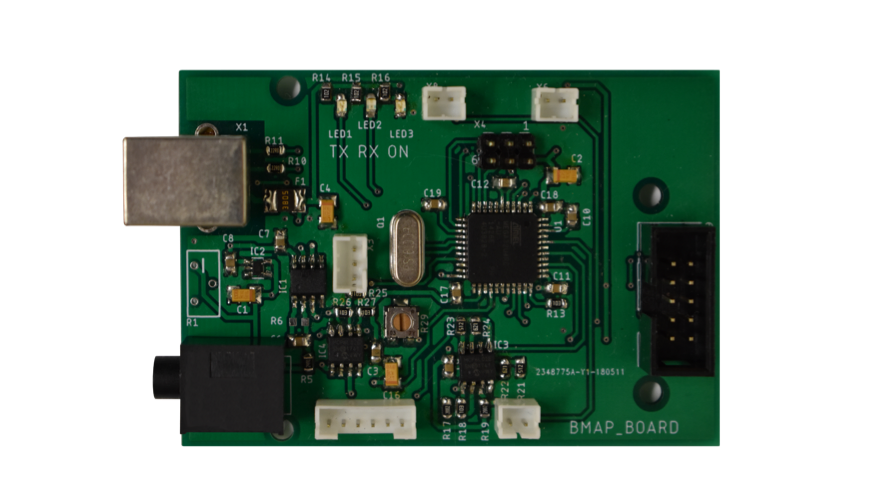 R14 R15 R16
LED1 LED2 LED3
TX RX ON
X1
R11
R10
F1
C4
X4
1
6
C2
C12
C19
C18
C10
U1
Q1
C7
C8
IC2
IC1
C1
R1
X3
R25
R26 R27
R29
C17
C11
R13
R6
R5
IC4
C3
C16
R23
R24
IC3
R22
R21
2348775A-Y1-180511
R17
R18
R19
BMAP_BOARD